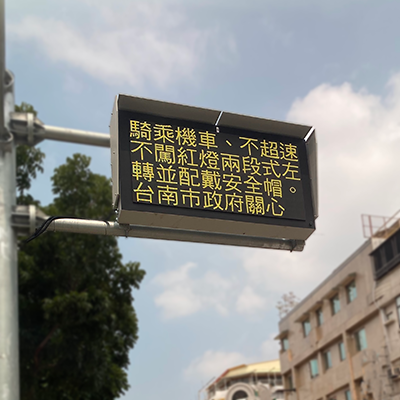 騎乘機車、不超速
不闖紅燈兩段式左
轉並配戴安全帽。
台南市政府關心